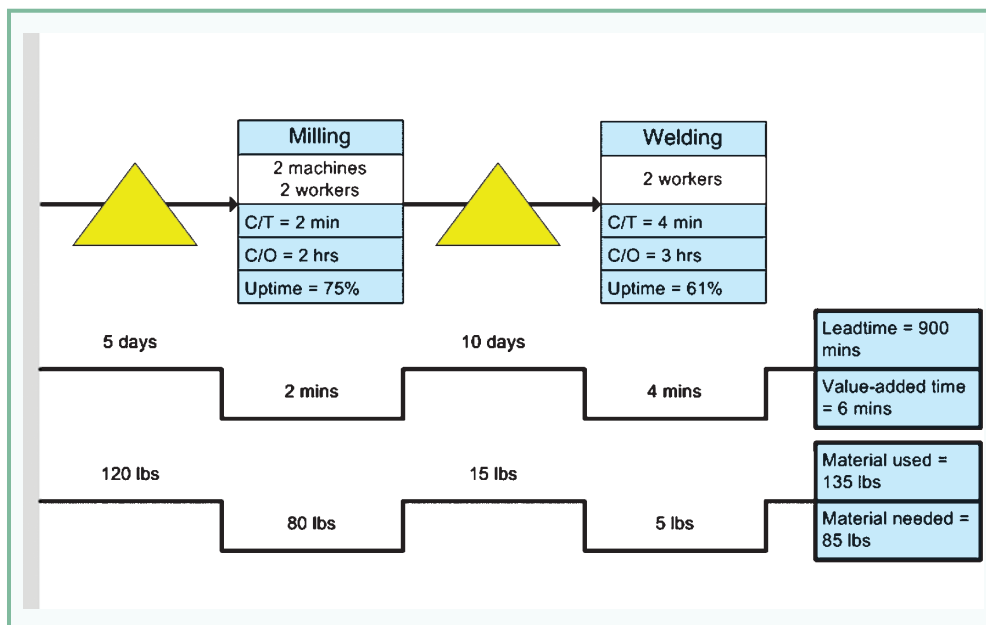 Milling
2 machines
2 workers
C/T = 2 min
C/O = 2 hrs
Uptime = 75%
Welding
2 workers
C/T = 4 min
C/O = 3 hrs
Uptime = 61%
5 days
2 mins
10 days
4 mins
Leadtime = 900
mins
Value-added time
= 6 mins
120 lbs
80 lbs
15 lbs
5 lbs
Material used =
135 lbs
Material needed =
85 lbs